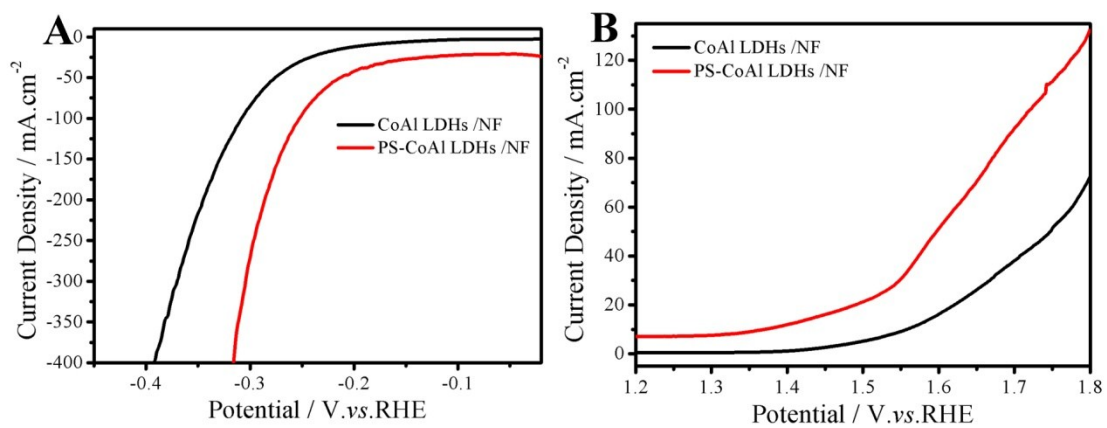 A
0
-50
-100
-150
-200
-250
-300
-350
-400
Current Density / mA.cm-2
CoAl LDHs /NF
PS-CoAl LDHs /NF
-0.4 -0.3 -0.2 -0.1
Potential / V.vs.RHE
B
120
100
80
60
40
20
0
Current Density / mA.cm-2
CoAl LDHs /NF
PS-CoAl LDHs /NF
1.2 1.3 1.4 1.5 1.6 1.7 1.8
Potential / V.vs.RHE